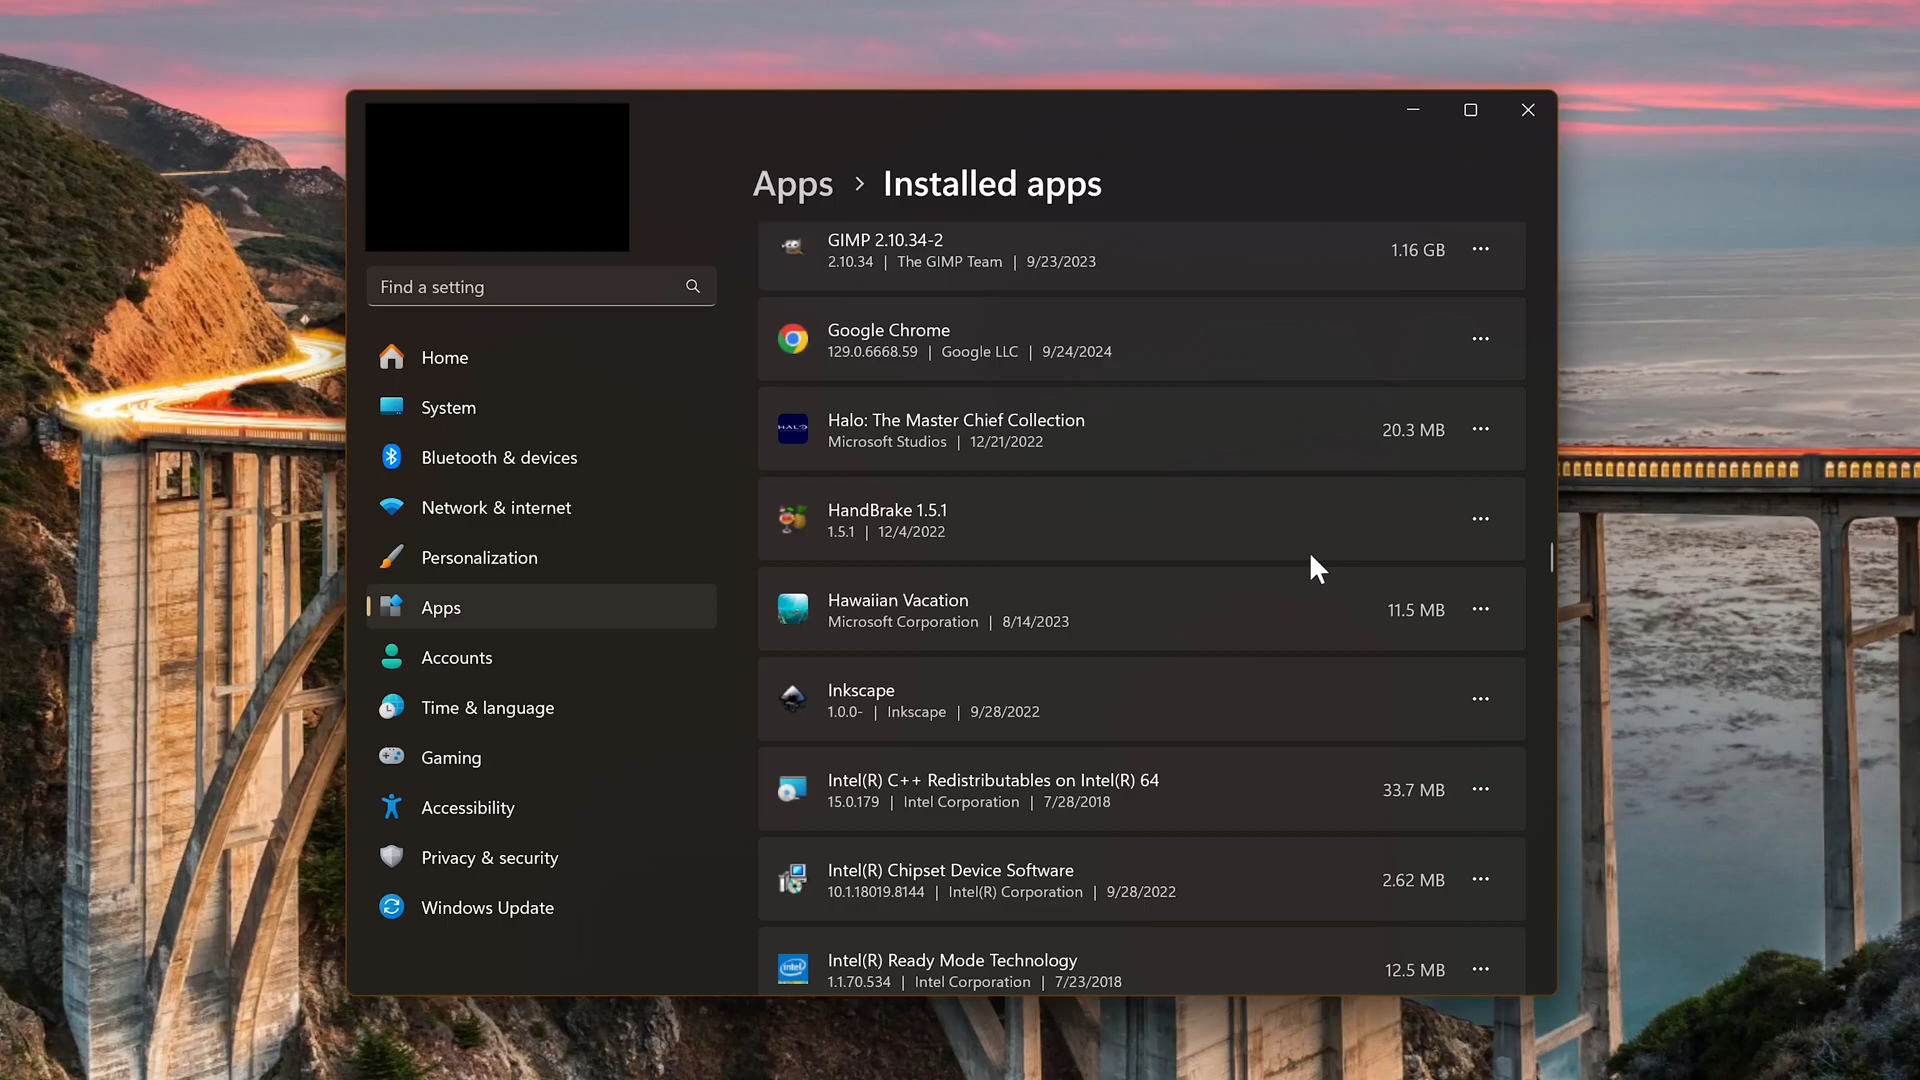 Apps > Installed apps
Find a setting
Home
System
Bluetooth & devices
Network & internet
Personalization
Apps
Accounts
Time & language
Gaming
Accessibility
Privacy & security
Windows Update
GIMP 2.10.34-2
2.10.34 | The GIMP Team | 9/23/2023
1.16 GB
Google Chrome
129.0.6668.59 | Google LLC | 9/24/2024
HALO
Halo: The Master Chief Collection
Microsoft Studios | 12/21/2022
20.3 MB
HandBrake 1.5.1
1.5.1 | 12/4/2022
Hawaiian Vacation
Microsoft Corporation | 8/14/2023
11.5 MB
Inkscape
1.0.0- | Inkscape | 9/28/2022
Intel(R) C++ Redistributables on Intel(R) 64
15.0.179 | Intel Corporation | 7/28/2018
33.7 MB
Intel(R) Chipset Device Software
10.1.18019.8144 | Intel(R) Corporation | 9/28/2022
2.62 MB
intel
Intel(R) Ready Mode Technology
1.1.70.534 | Intel Corporation | 7/23/2018
12.5 MB